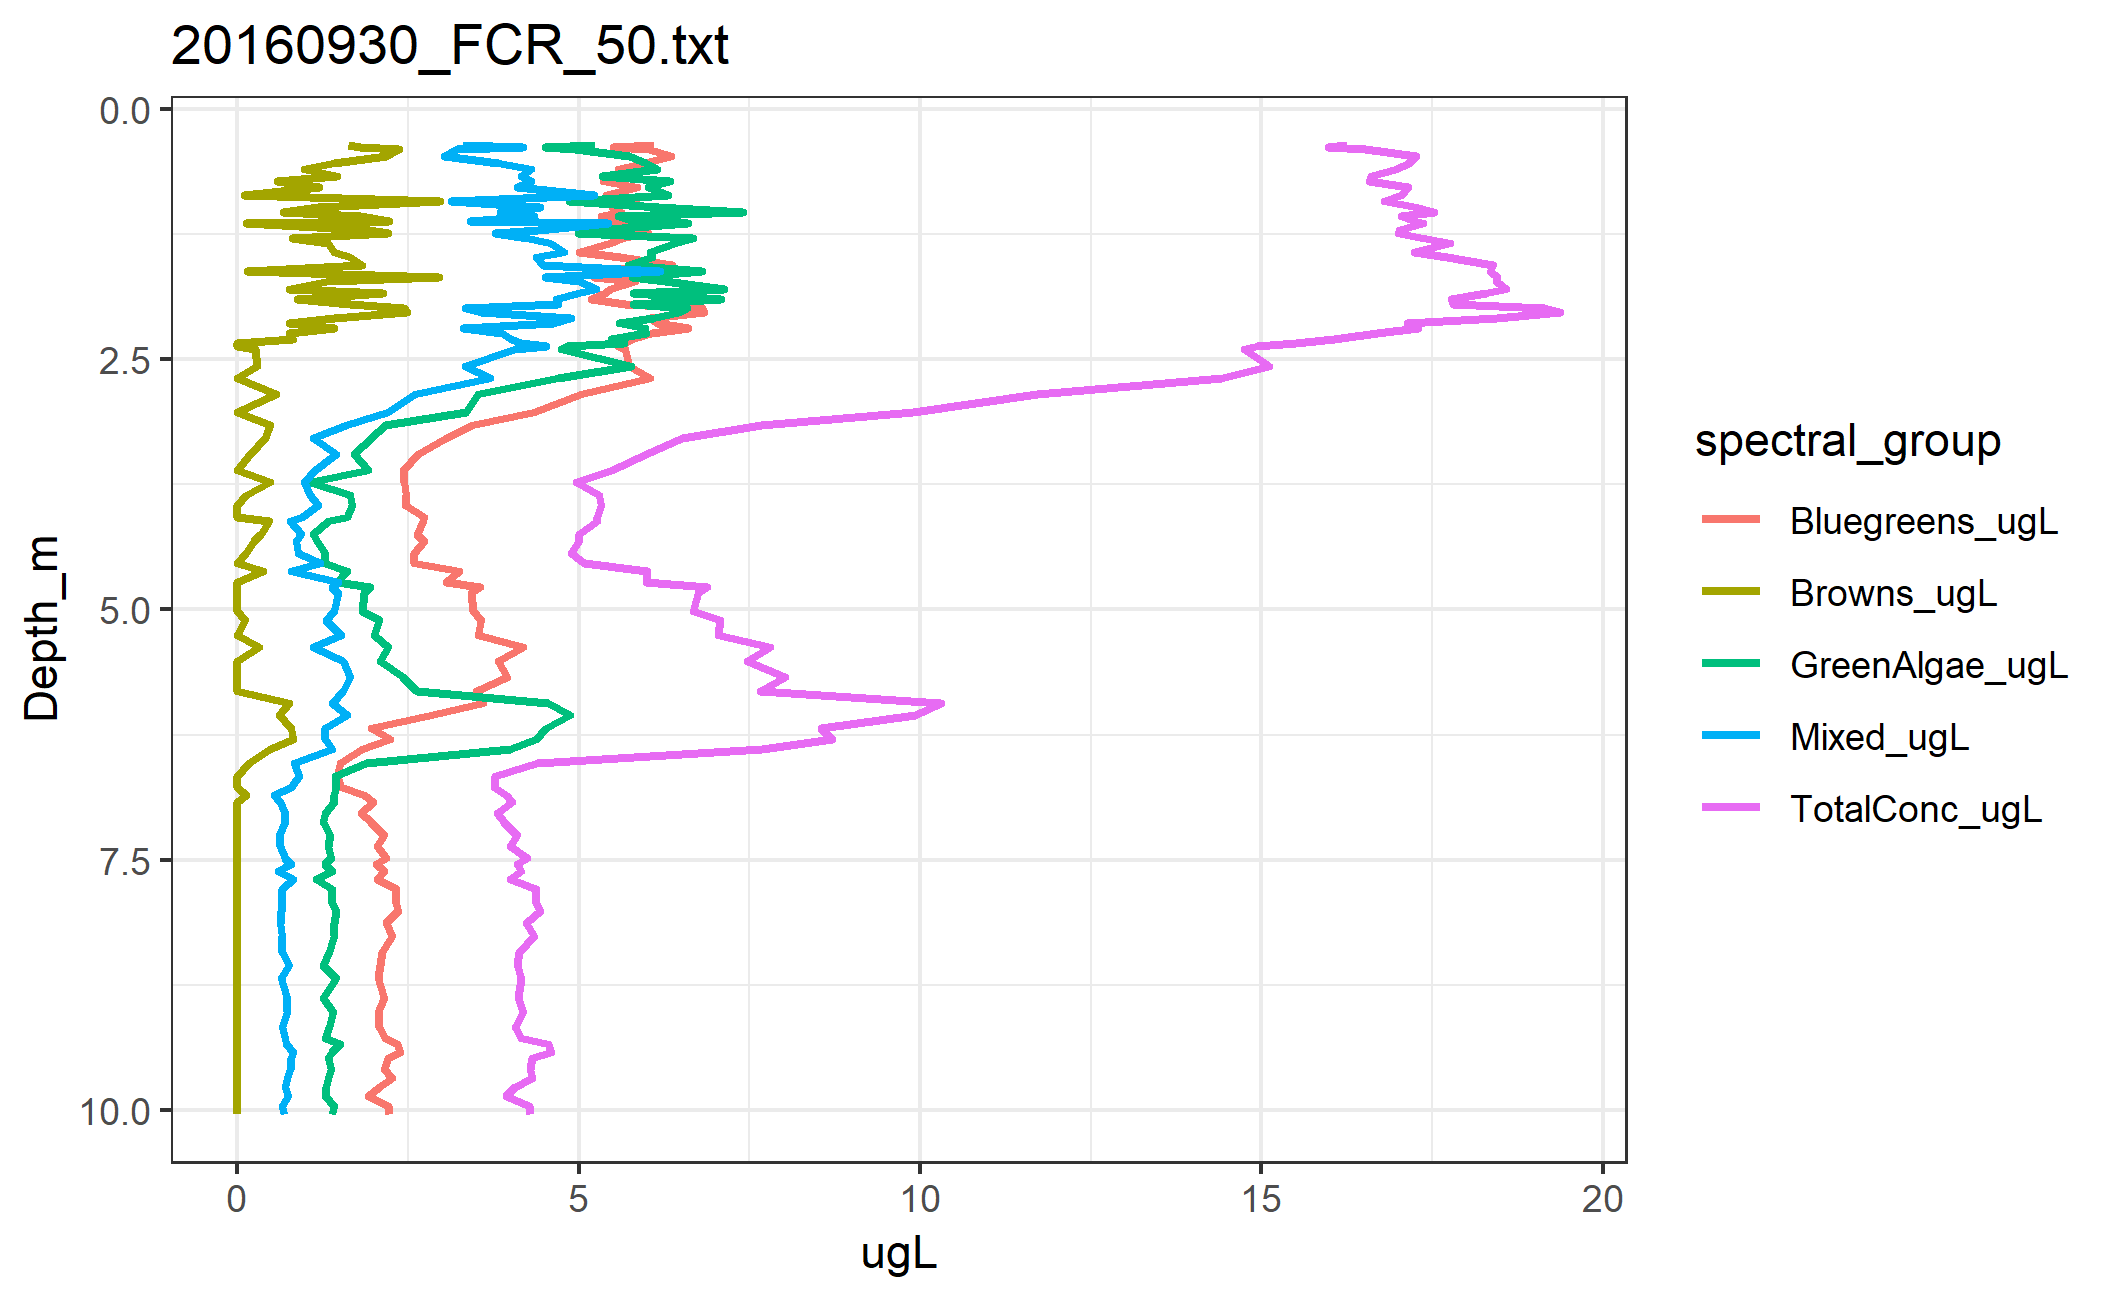 20160930_FCR_50.txt
0.0
2.5
5.0
7.5
10.0
Depth_m
0 5 10 15 20
ugL
spectral_group
Bluegreens_ugL
Browns_ugL
GreenAlgae_ugL
Mixed_ugL
TotalConc_ugL